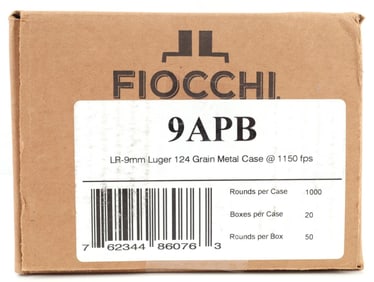 FIOCCHI
9APB
LR-9mm Luger 124 Grain Metal Case @ 1150 fps
Rounds per Case 1000
Boxes per Case 20
Rounds per Box 50
7 62344 86076 3